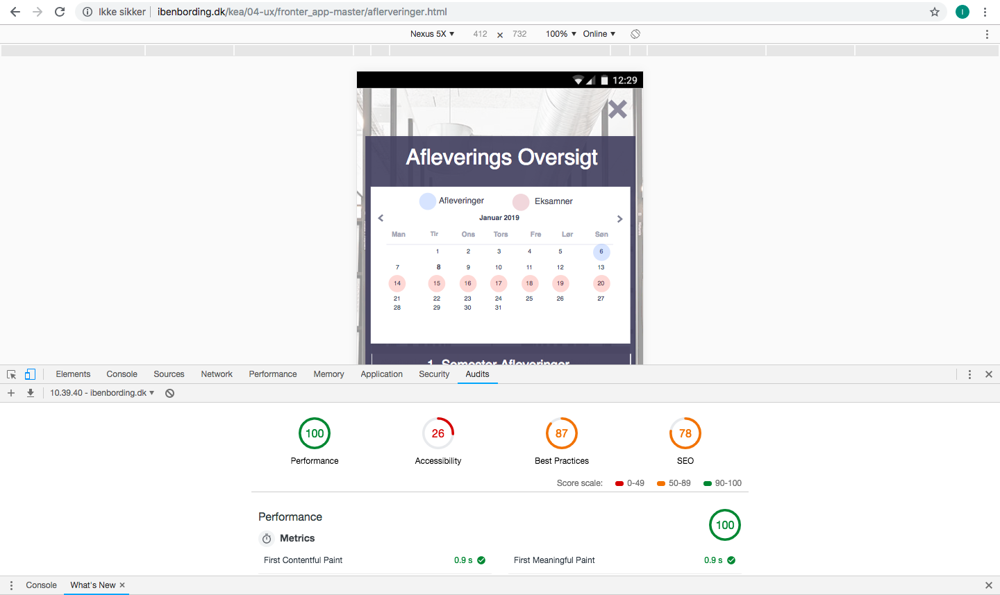 Ikke sikker ibenbording.dk/kea/04-ux/fronter_app-master/aflerveringer.html
I
Nexus 5X 412 × 732 100% Online
12:29
Afleverings Oversigt
Afleveringer Eksamner
Januar 2019
Man Tir Ons Tors Fre Lør Søn
1 2 3 4 5 6
7 8 9 10 11 12 13
14 15 16 17 18 19 20
21 22 23 24 25 26 27
28 29 30 31
1. Semester Afleveringer
Elements Console Sources Network Performance Memory Application Security Audits
10.39.40 - ibenbording.dk
100 26 87 78
Performance Accessibility Best Practices SEO
Score scale: 0-49 50-89 90-100
Performance 100
Metrics
First Contentful Paint 0.9 s First Meaningful Paint 0.9 s
Console What's New